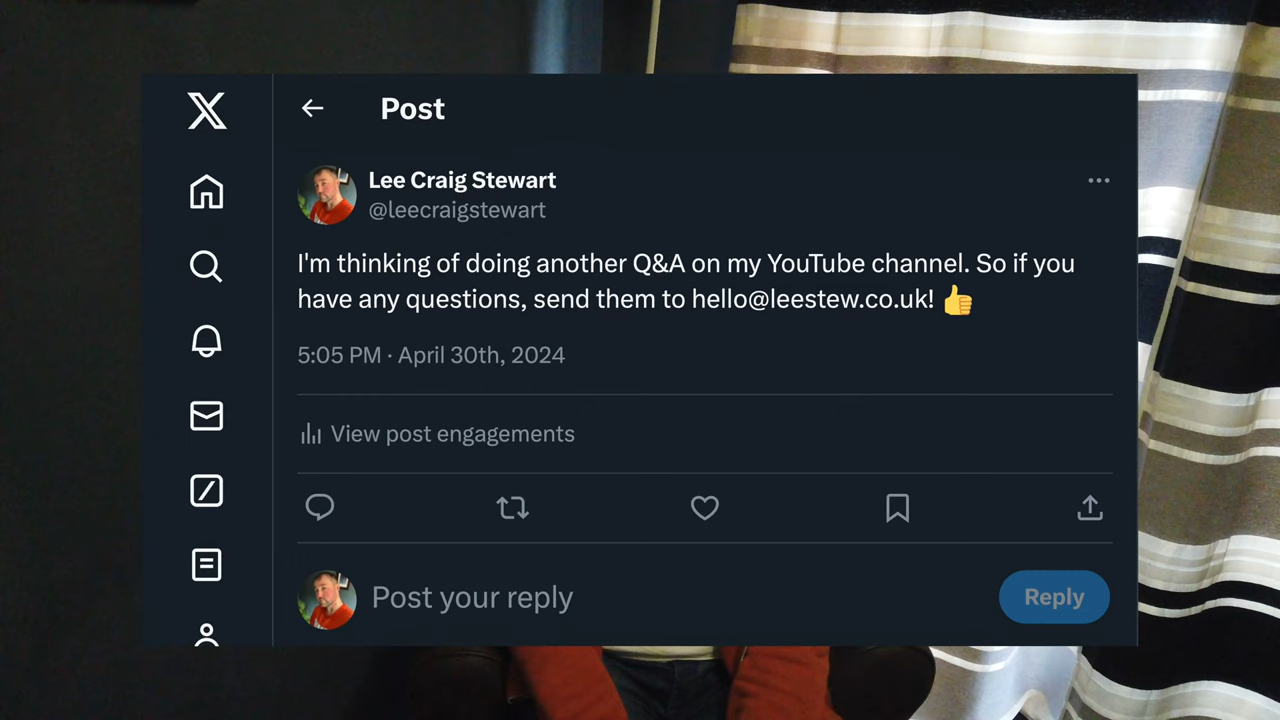 Post
Lee Craig Stewart
@leecraigstewart
I'm thinking of doing another Q&A on my YouTube channel. So if you
have any questions, send them to hello@leestew.co.uk! 👍
5:05 PM · April 30th, 2024
View post engagements
Post your reply
Reply